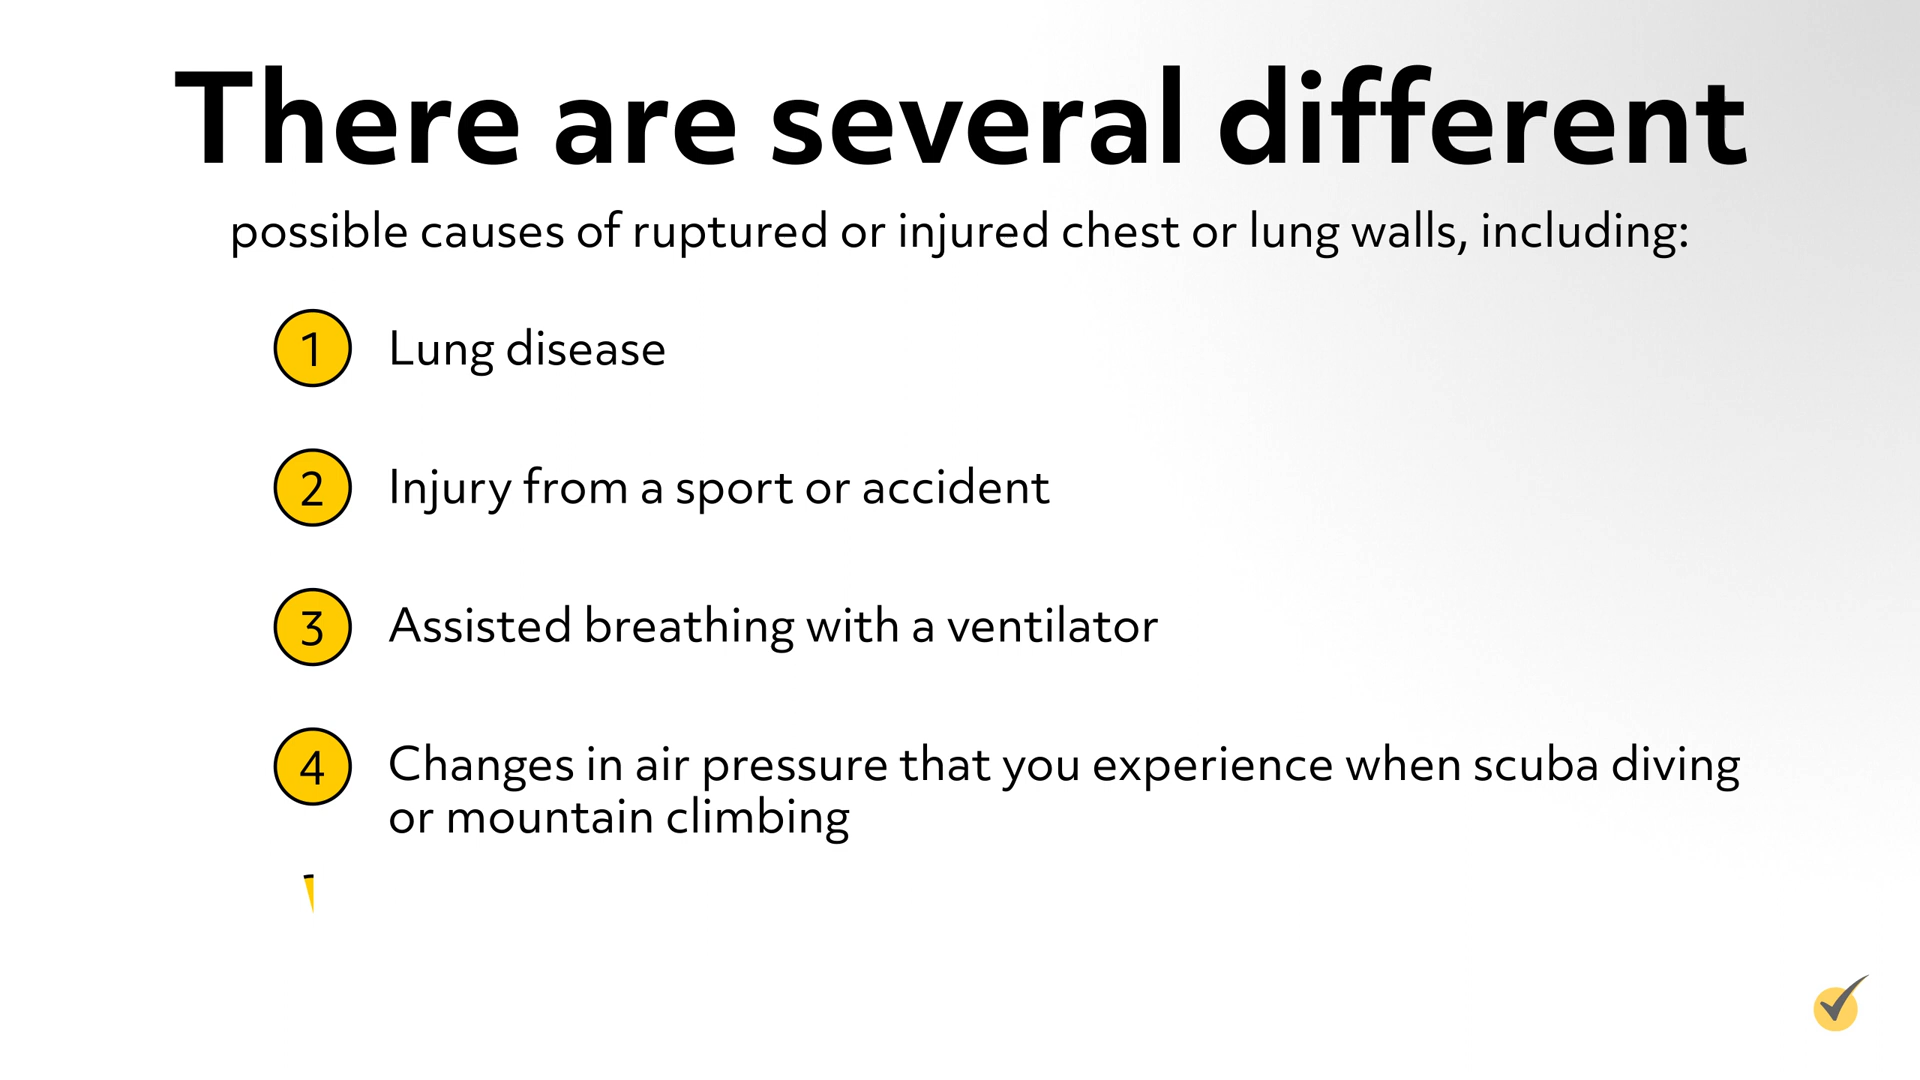 There are several different
possible causes of ruptured or injured chest or lung walls, including:
1 Lung disease
2 Injury from a sport or accident
3 Assisted breathing with a ventilator
4 Changes in air pressure that you experience when scuba diving
or mountain climbing